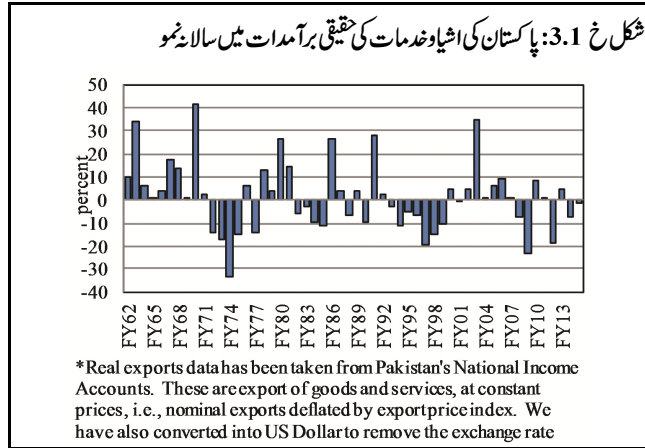 شکل خ 3.1: پاکستان کی اشیا و خدمات کی حقیقی برآمدات میں سالانہ نمو
percent
50
40
30
20
10
0
-10
-20
-30
-40
FY62
FY65
FY68
FY71
FY74
FY77
FY80
FY83
FY86
FY89
FY92
FY95
FY98
FY01
FY04
FY07
FY10
FY13
*Real exports data has been taken from Pakistan's National Income
Accounts. These are export of goods and services, at constant
prices, i.e., nominal exports deflated by export price index. We
have also converted into US Dollar to remove the exchange rate